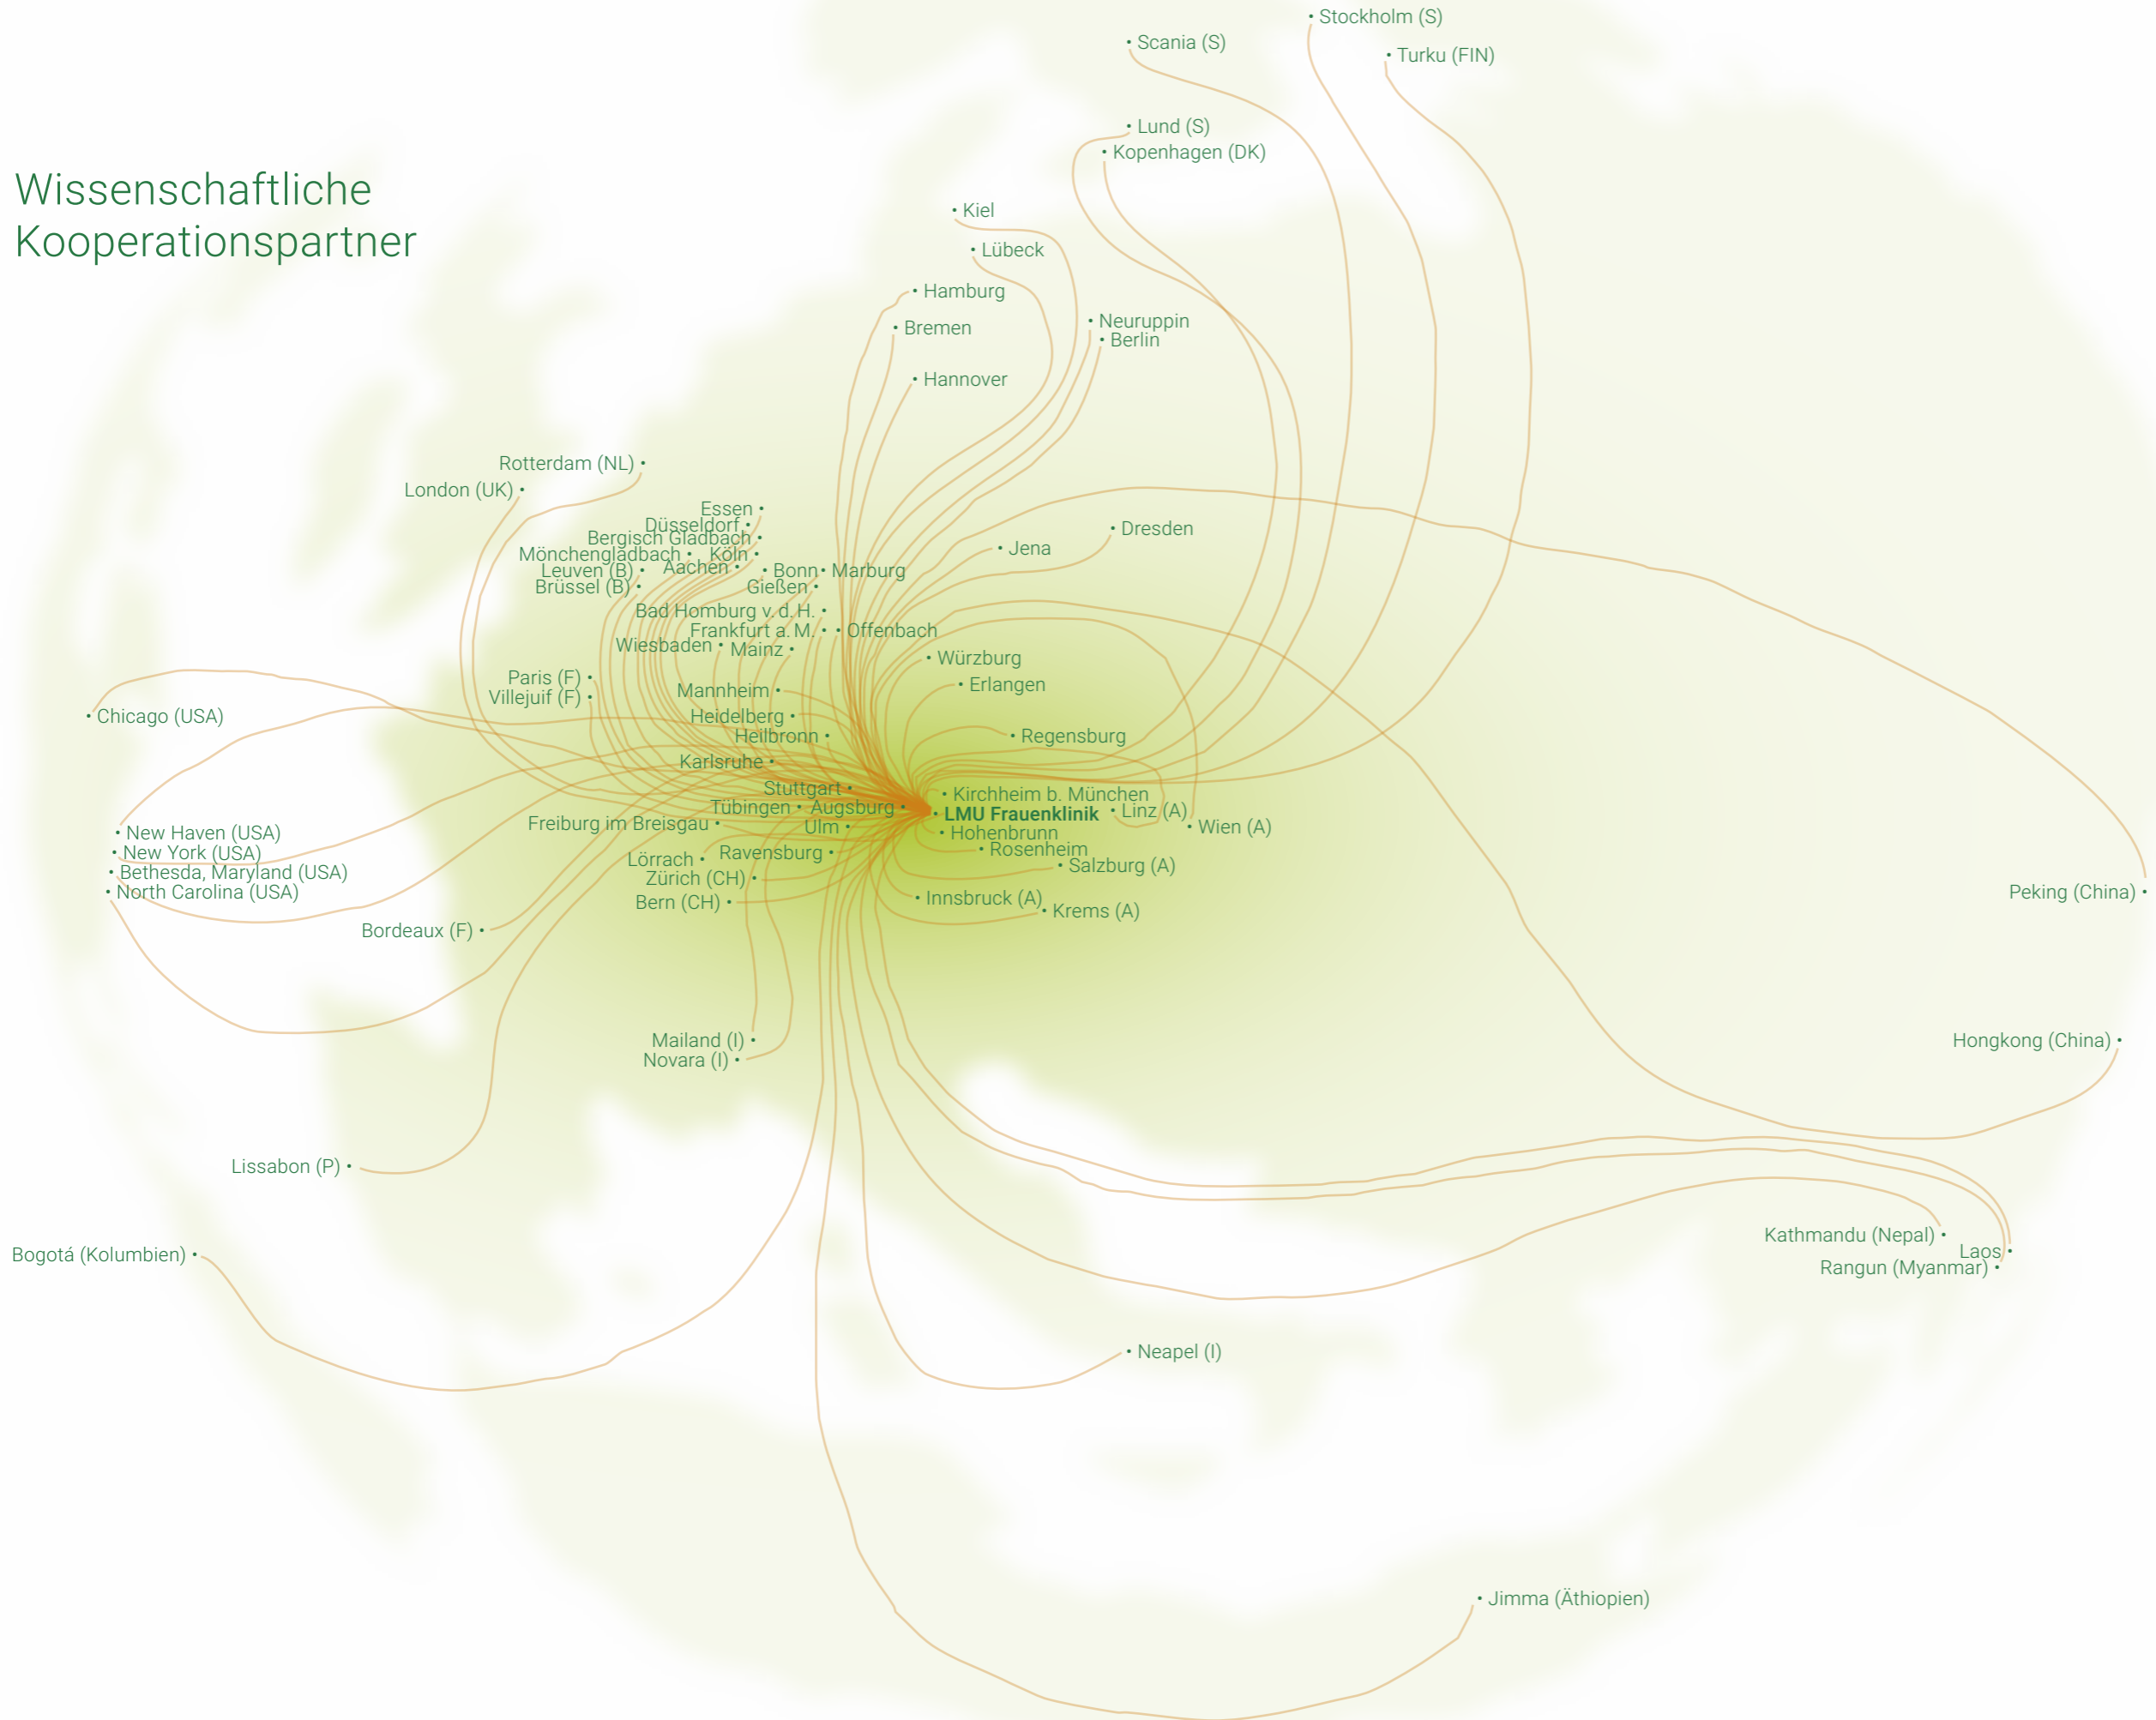 Wissenschaftliche
Kooperationspartner
Stockholm (S)
Scania (S)
Turku (FIN)
Lund (S)
Kopenhagen (DK)
Kiel
Lübeck
Hamburg
Neuruppin
Bremen
Berlin
Hannover
Rotterdam (NL)
London (UK)
Essen
Düsseldorf
Dresden
Bergisch Gladbach
Jena
Mönchengladbach
Köln
Aachen
Leuven (B)
Bonn
Marburg
Brüssel (B)
Gießen
Bad Homburg v. d. H.
Frankfurt a. M.
Offenbach
Wiesbaden
Mainz
Würzburg
Paris (F)
Erlangen
Mannheim
Villejuif (F)
Chicago (USA)
Heidelberg
Heilbronn
Regensburg
Karlsruhe
Stuttgart
Kirchheim b. München
Tübingen
Augsburg
LMU Frauenklinik
Linz (A)
Freiburg im Breisgau
Ulm
Wien (A)
New Haven (USA)
Hohenbrunn
New York (USA)
Ravensburg
Rosenheim
Lörrach
Salzburg (A)
Bethesda, Maryland (USA)
Zürich (CH)
North Carolina (USA)
Peking (China)
Bern (CH)
Innsbruck (A)
Krems (A)
Bordeaux (F)
Mailand (I)
Hongkong (China)
Novara (I)
Lissabon (P)
Kathmandu (Nepal)
Laos
Bogotá (Kolumbien)
Rangun (Myanmar)
Neapel (I)
Jimma (Äthiopien)